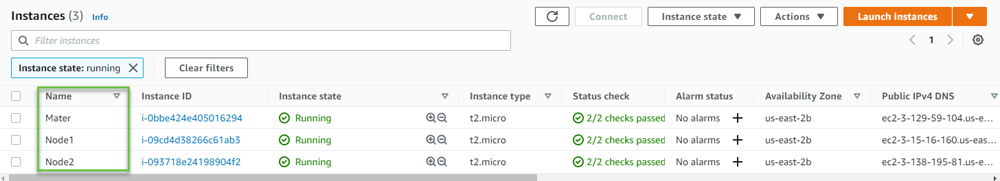 Instances (3) Info Connect Instance state Actions Launch instances
Filter instances 1
Instance state: running Clear filters
Name Instance ID Instance state Instance type Status check Alarm status Availability Zone Public IPv4 DNS
Mater i-0bbe424e405016294 Running t2.micro 2/2 checks passed No alarms us-east-2b ec2-3-129-59-104.us-e…
Node1 i-09cd4d38266c61ab3 Running t2.micro 2/2 checks passed No alarms us-east-2b ec2-3-15-16-160.us-eas…
Node2 i-093718e24198904f2 Running t2.micro 2/2 checks passed No alarms us-east-2b ec2-3-138-195-81.us-e…